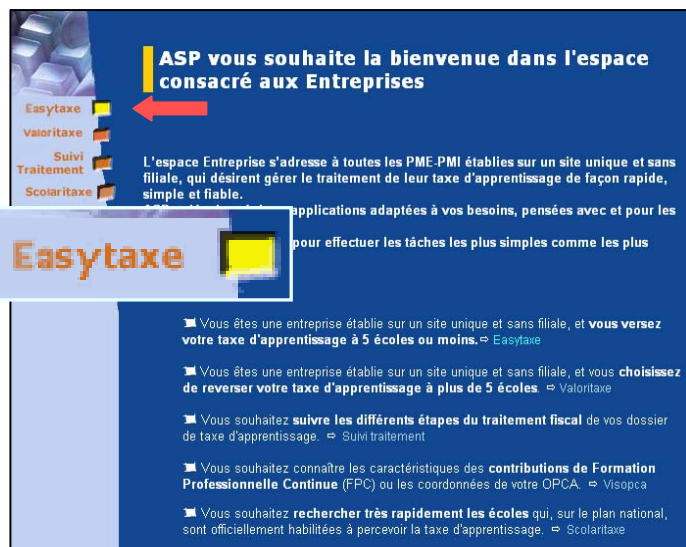 ASP vous souhaite la bienvenue dans l'espace
consacré aux Entreprises
Easytaxe
Valoritaxe
Suivi
Traitement
Scolaritaxe
L'espace Entreprise s'adresse à toutes les PME-PMI établies sur un site unique et sans
filiale, qui désirent gérer le traitement de leur taxe d'apprentissage de façon rapide,
simple et fiable.
applications adaptées à vos besoins, pensées avec et pour les
pour effectuer les tâches les plus simples comme les plus
Easytaxe
Vous êtes une entreprise établie sur un site unique et sans filiale, et vous versez
votre taxe d'apprentissage à 5 écoles ou moins. ⇨ Easytaxe
Vous êtes une entreprise établie sur un site unique et sans filiale, et vous choisissez
de reverser votre taxe d'apprentissage à plus de 5 écoles. ⇨ Valoritaxe
Vous souhaitez suivre les différents étapes du traitement fiscal de vos dossier
de taxe d'apprentissage. ⇨ Suivi traitement
Vous souhaitez connaître les caractéristiques des contributions de Formation
Professionnelle Continue (FPC) ou les coordonnées de votre OPCA. ⇨ Visopca
Vous souhaitez rechercher très rapidement les écoles qui, sur le plan national,
sont officiellement habilitées à percevoir la taxe d'apprentissage. ⇨ Scolaritaxe